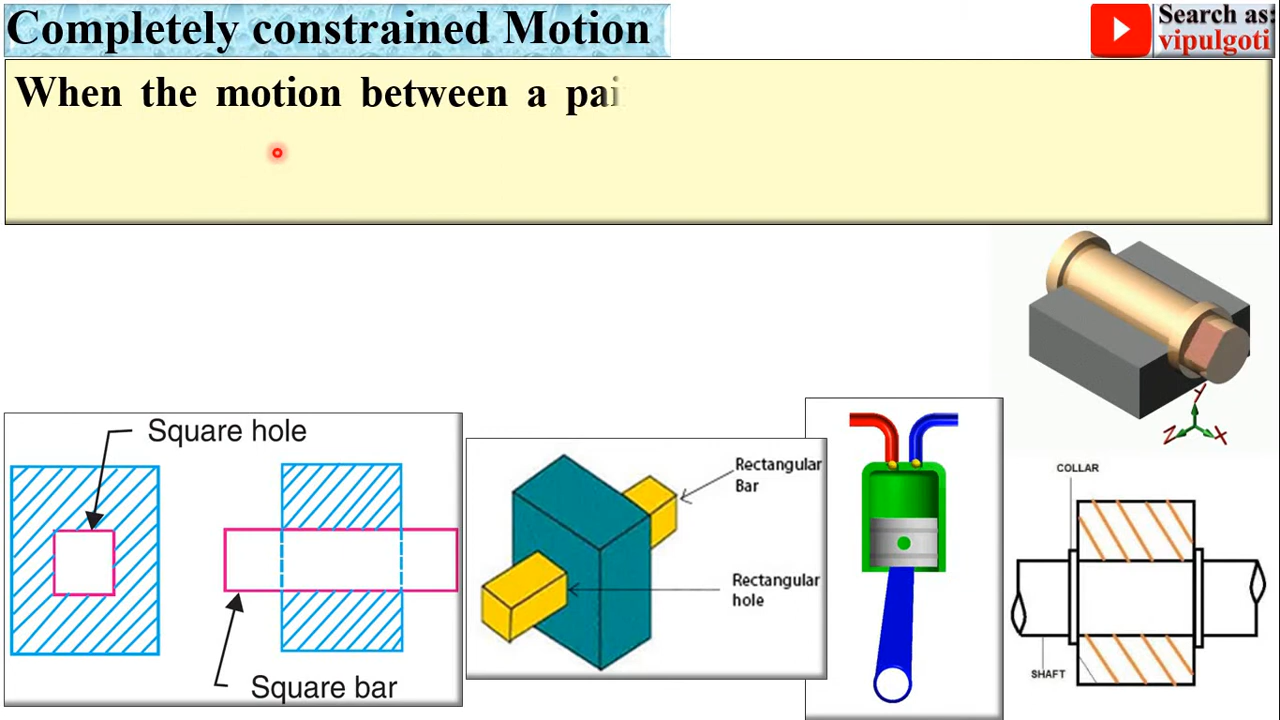 Completely constrained Motion
Search as:
vipulgoti
When the motion between a pai
Square hole
Square bar
Rectangular
Bar
Rectangular
hole
Y
Z
X
COLLAR
SHAFT